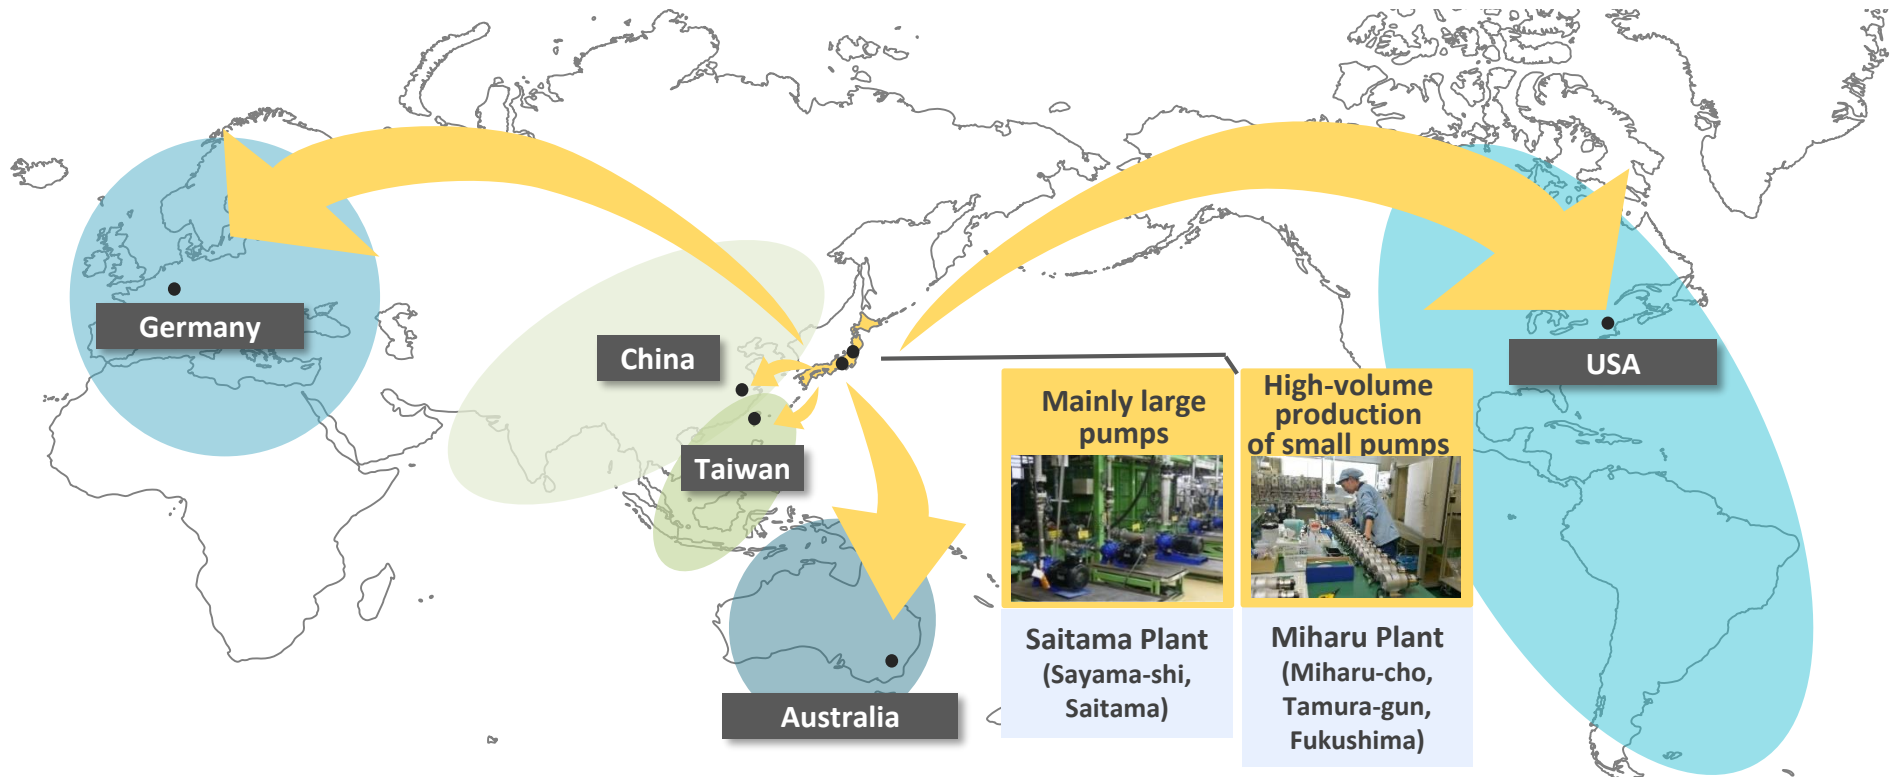 Germany
China
Taiwan
Australia
USA
Mainly large
pumps
Saitama Plant
(Sayama-shi,
Saitama)
High-volume
production
of small pumps
Miharu Plant
(Miharu-cho,
Tamura-gun,
Fukushima)